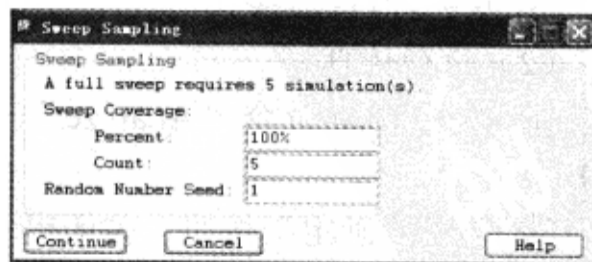 Sweep Sampling
Sweep Sampling
A full sweep requires 5 simulation(s).
Sweep Coverage:
Percent: 100%
Count: 5
Random Number Seed: 1
Continue Cancel Help